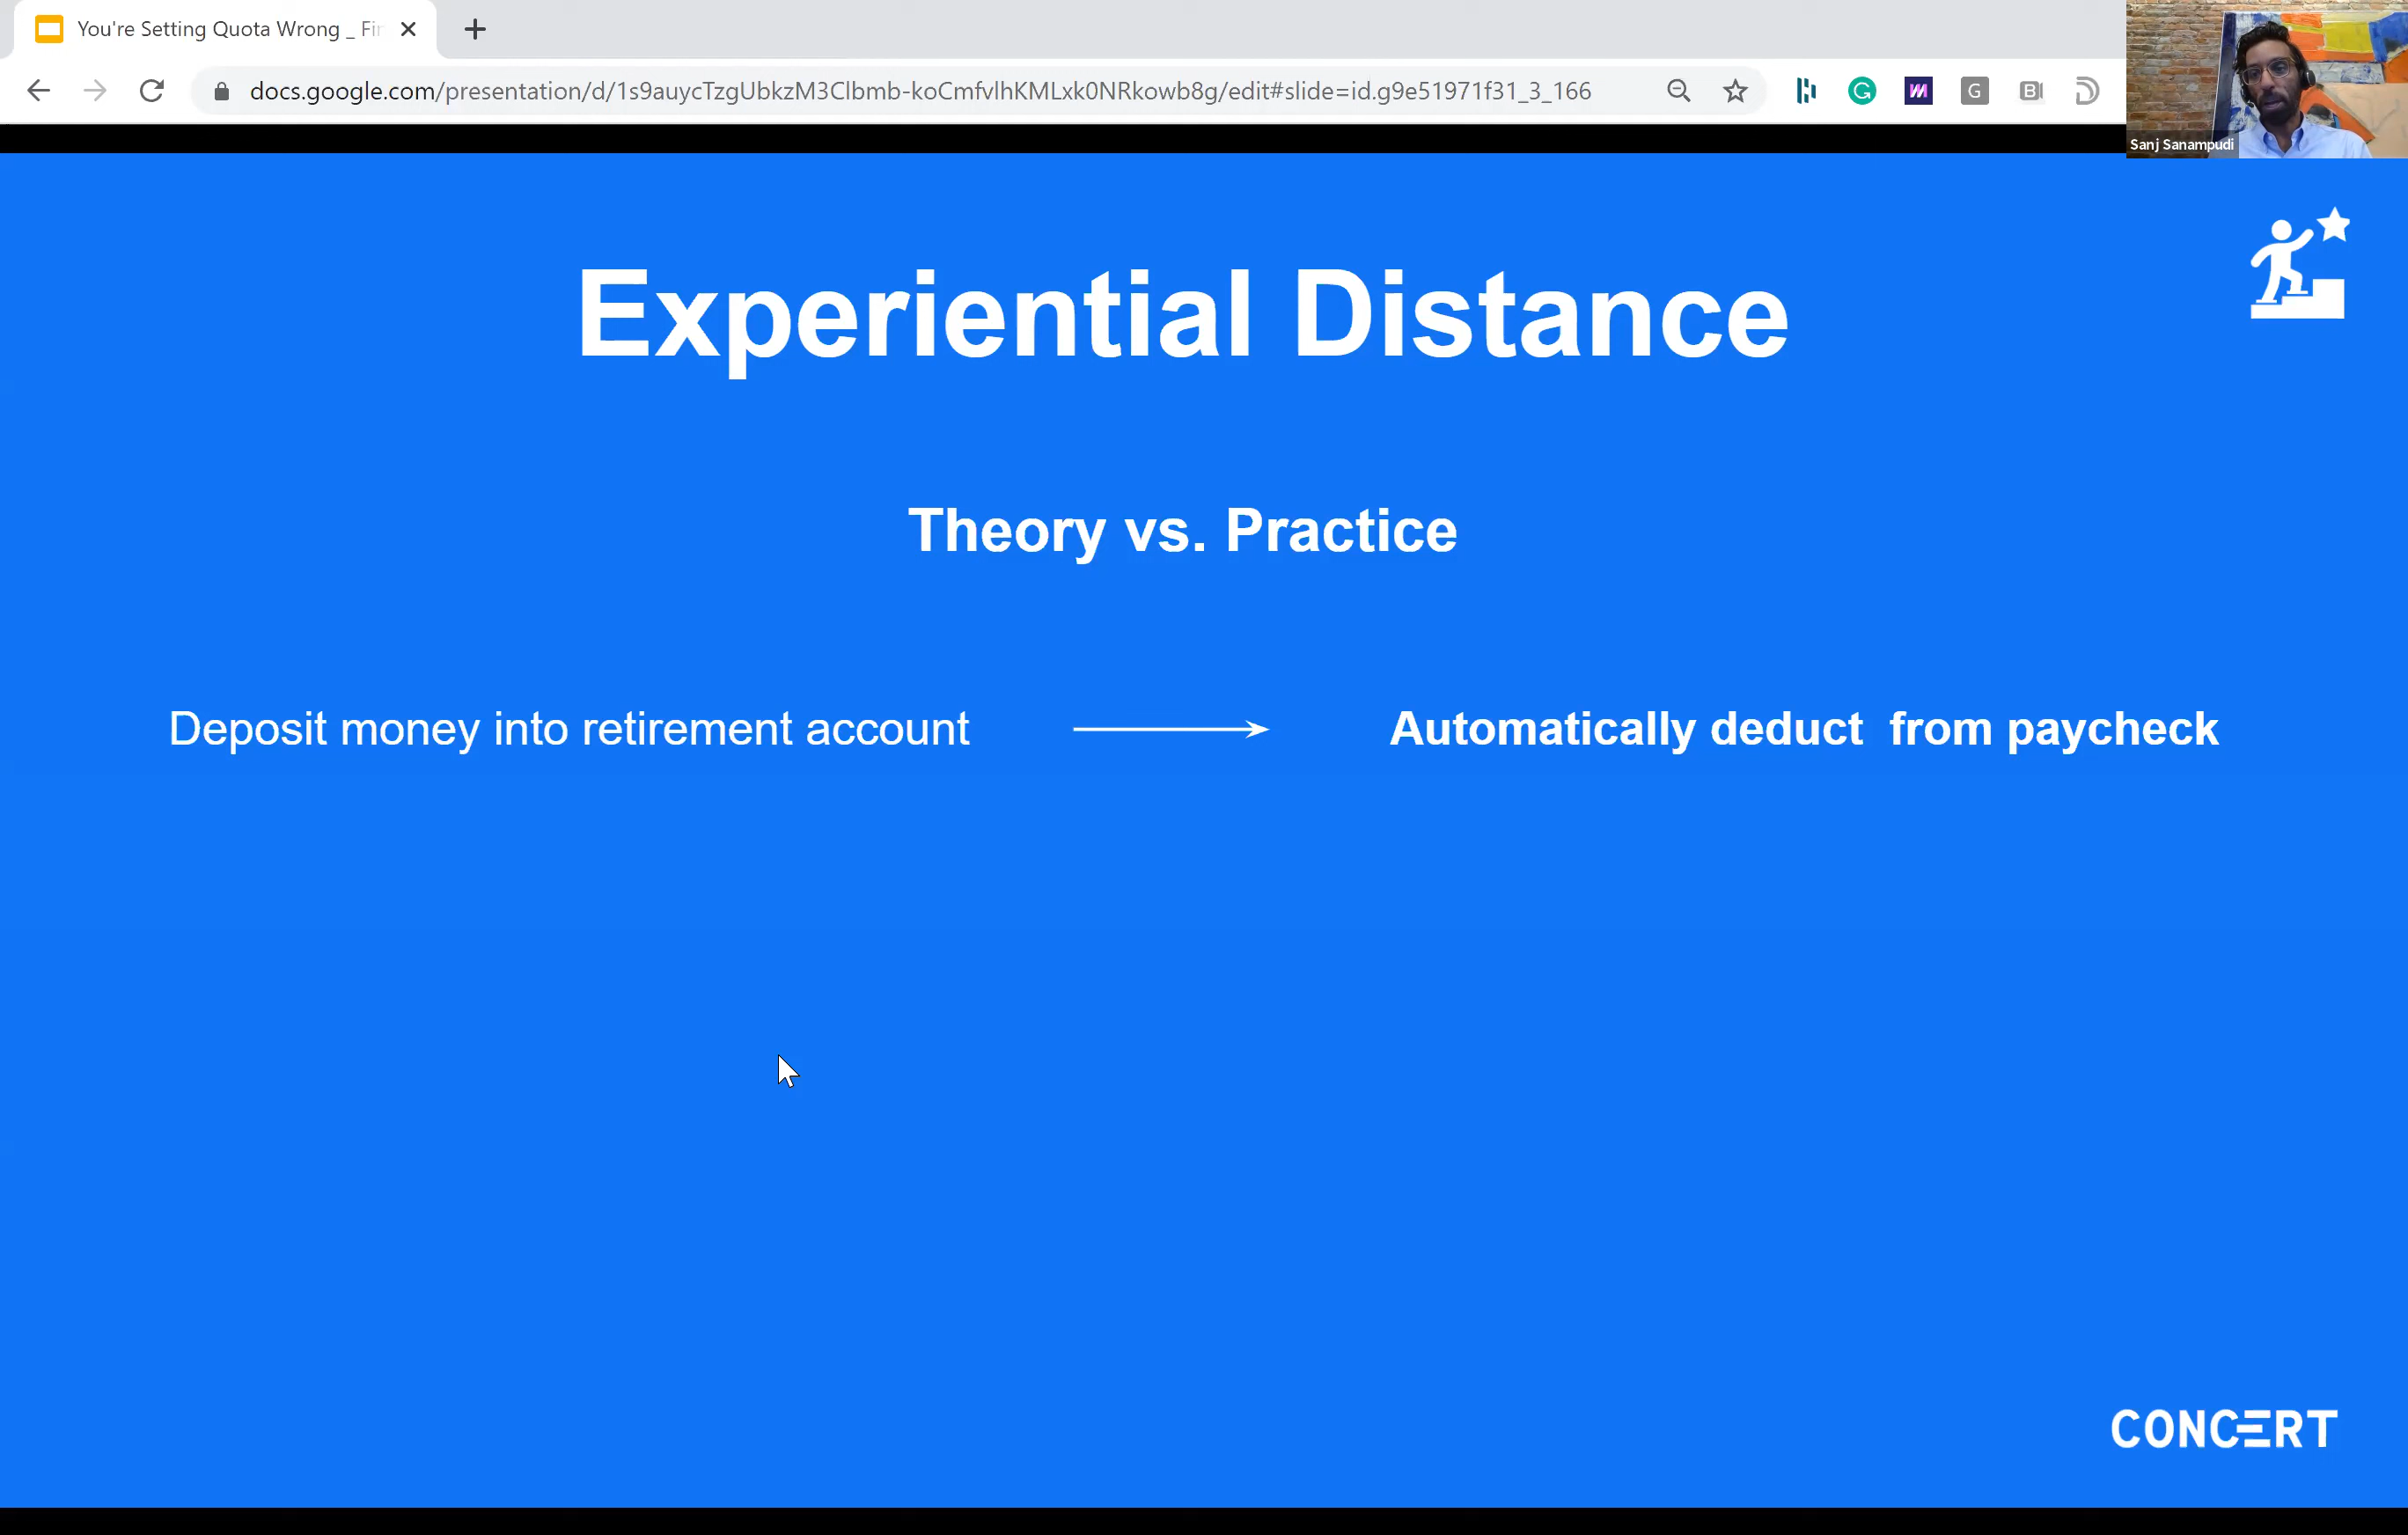 You're Setting Quota Wrong _ Fir
docs.google.com/presentation/d/1s9auycTzgUbkzM3Clbmb-koCmfvlhKMLxk0NRkowb8g/edit#slide=id.g9e51971f31_3_166
Sanj Sanampudi
Experiential Distance
Theory vs. Practice
Deposit money into retirement account
Automatically deduct from paycheck
CONCERT